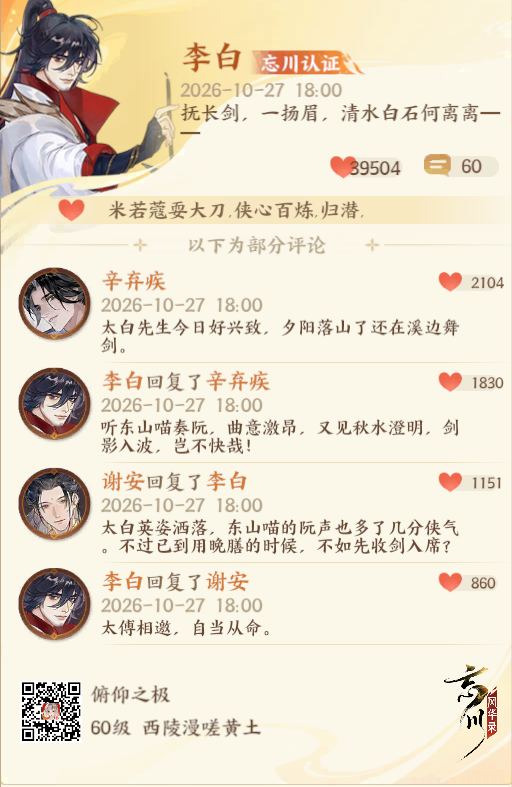 李白 忘川认证
2026-10-27 18:00
抚长剑，一扬眉，清水白石何离离—
—
39504 60
米若蔻耍大刀,侠心百炼,归潜,
以下为部分评论
辛弃疾 2104
2026-10-27 18:00
太白先生今日好兴致，夕阳落山了还在溪边舞
剑。
李白回复了辛弃疾 1830
2026-10-27 18:00
听东山喵奏阮，曲意激昂，又见秋水澄明，剑
影入波，岂不快哉！
谢安回复了李白 1151
2026-10-27 18:00
太白英姿洒落，东山喵的阮声也多了几分侠气
。不过已到用晚膳的时候，不如先收剑入席？
李白回复了谢安 860
2026-10-27 18:00
太傅相邀，自当从命。
俯仰之极
60级 西陵漫嗟黄土
忘川
风华录